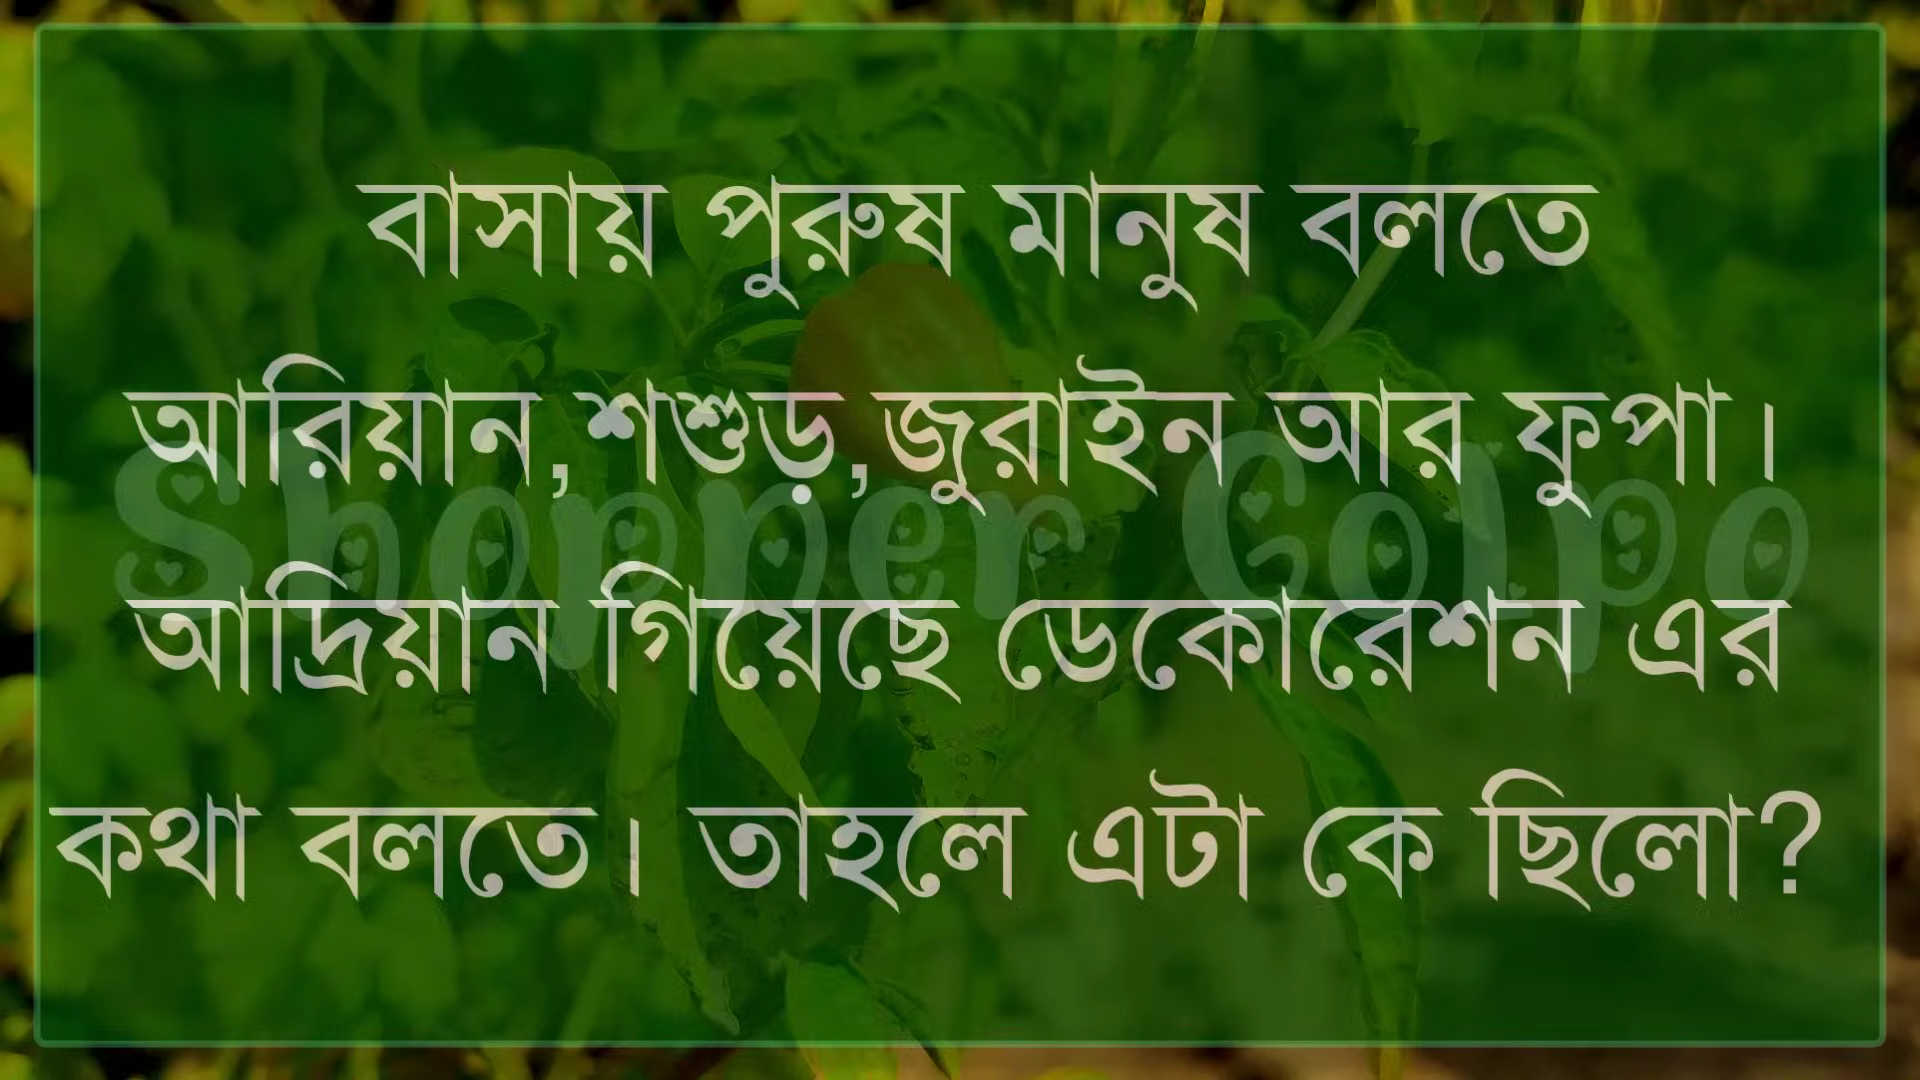 বাসায় পুরুষ মানুষ বলতে
আরিয়ান, শশুড়,জুরাইন আর ফুপা।
Shopner Golpo
আদ্রিয়ান গিয়েছে ডেকোরেশন এর
কথা বলতে। তাহলে এটা কে ছিলো?